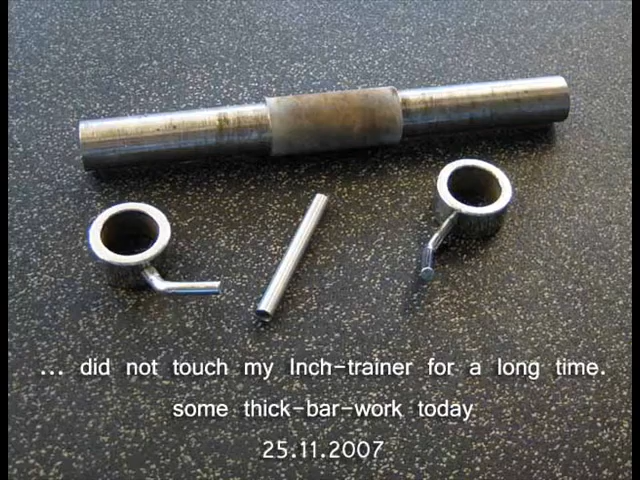 ... did not touch my Inch-trainer for a long time.
some thick-bar-work today
25.11.2007